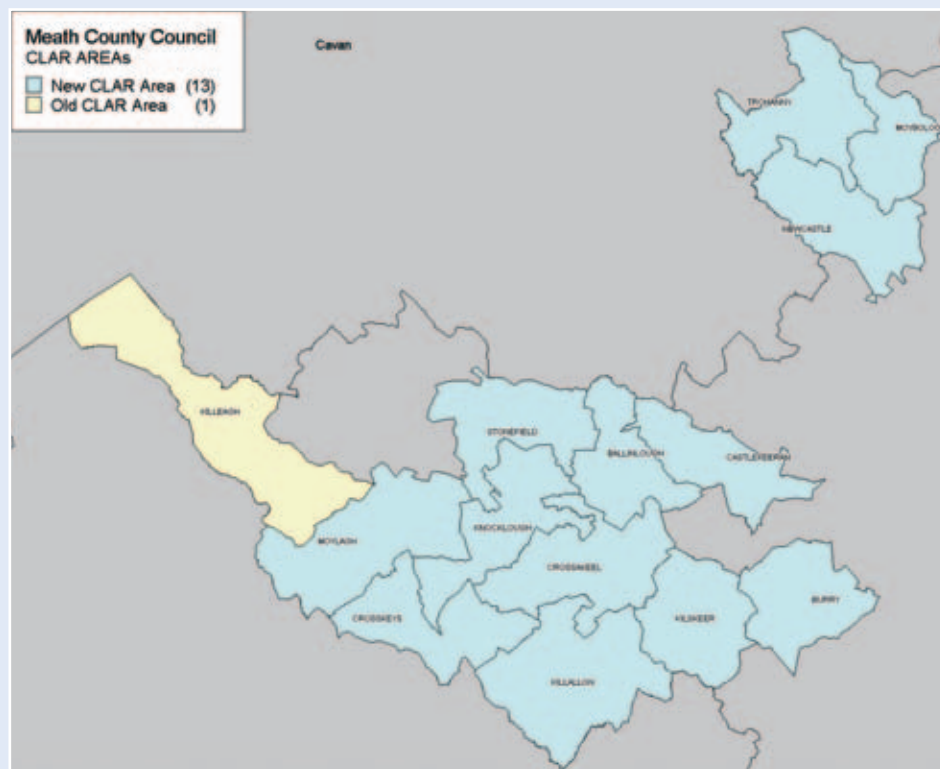 Meath County Council
CLAR AREAs
New CLAR Area (13)
Old CLAR Area (1)
Cavan
TROHANNY
MOYBOLOG
NEWCASTLE
KILLEAGH
STONEFIELD
BALLINLOUGH
CASTLEKEERAN
KNOCKLOUGH
MOYLAGH
CROSSAKEEL
BURRY
CROSSKEYS
KILSKEER
KILLALLON